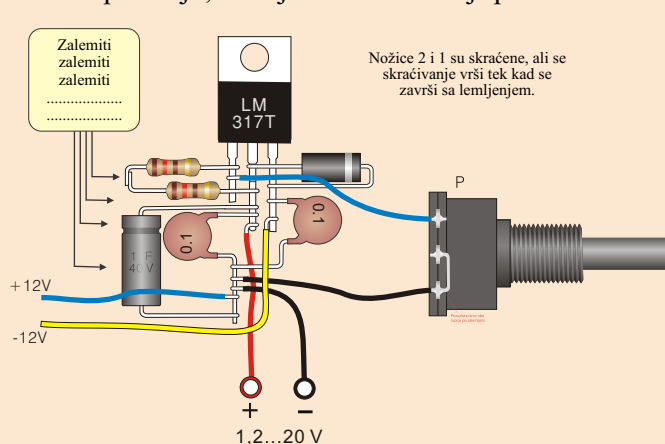 Zalemiti
zalemiti
zalemiti
...................
...................
Nožice 2 i 1 su skraćene, ali se
skraćivanje vrši tek kad se
završi sa lemljenjem.
LM
317T
P
0.1
0.1
40 V
+12V
-12V
+
−
1,2...20 V